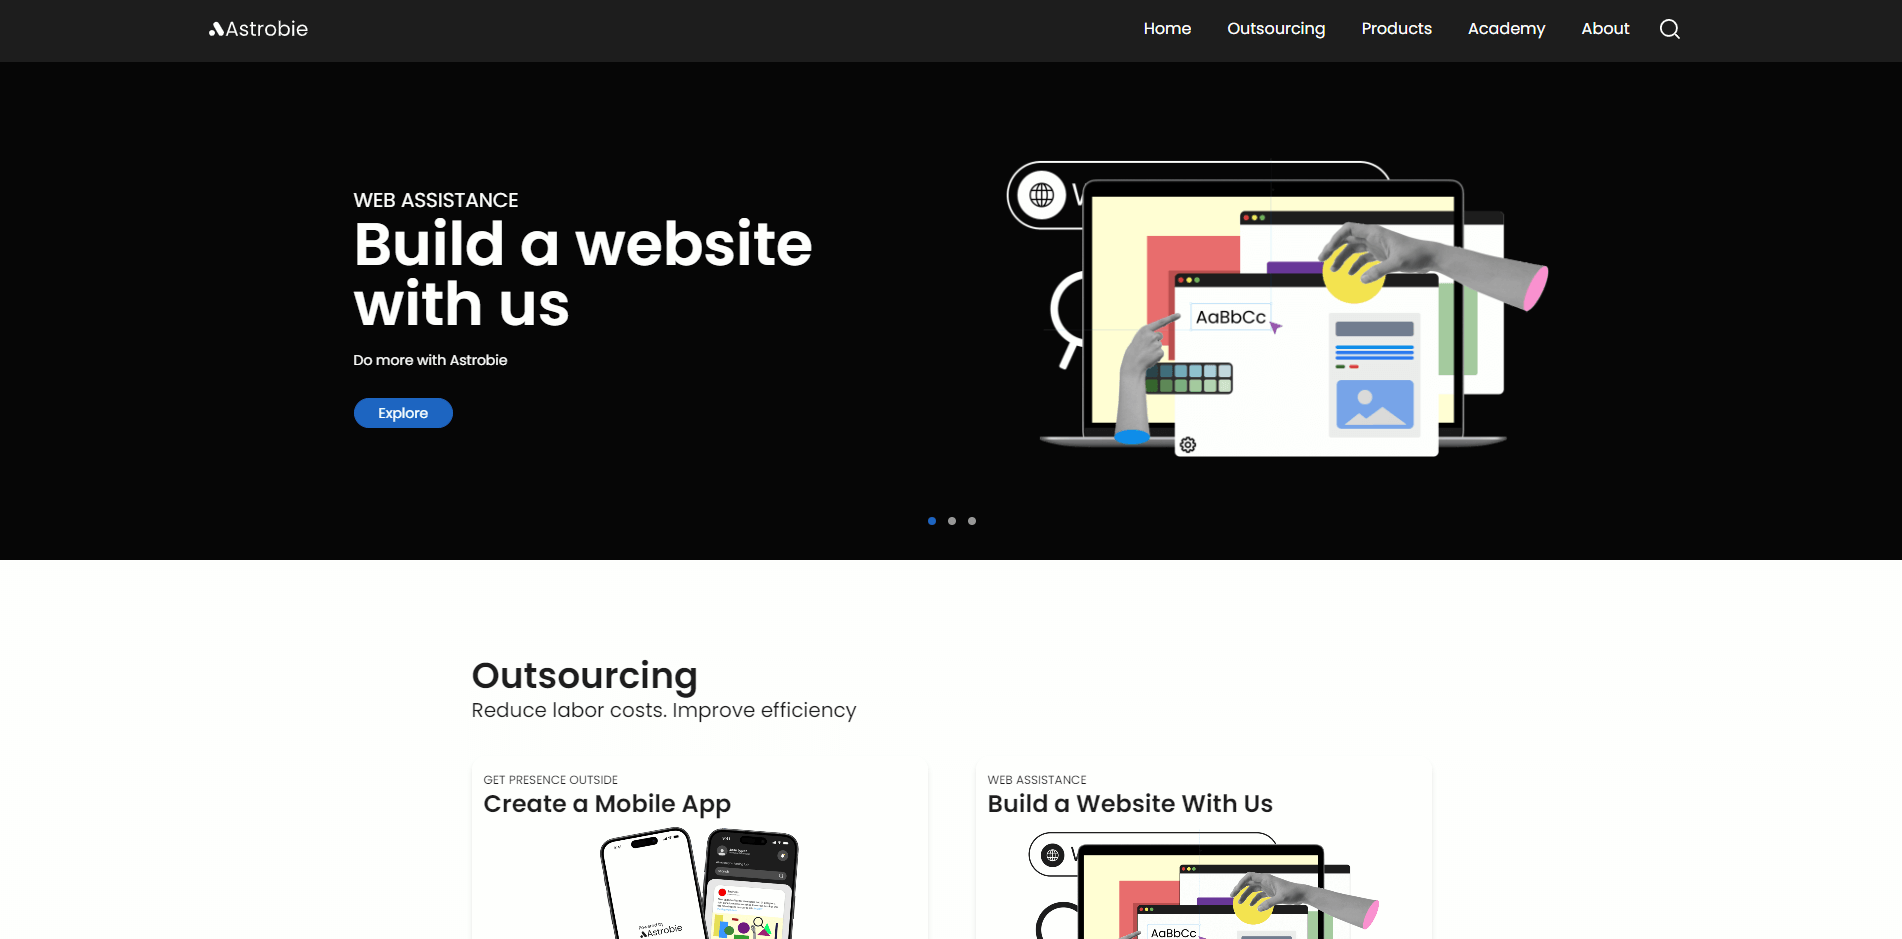 Astrobie
Home Outsourcing Products Academy About
WEB ASSISTANCE
Build a website
with us
Do more with Astrobie
Explore
W
AaBbCc
Outsourcing
Reduce labor costs. Improve efficiency
GET PRESENCE OUTSIDE
Create a Mobile App
Powered by
Astrobie
WEB ASSISTANCE
Build a Website With Us
AaBbCc